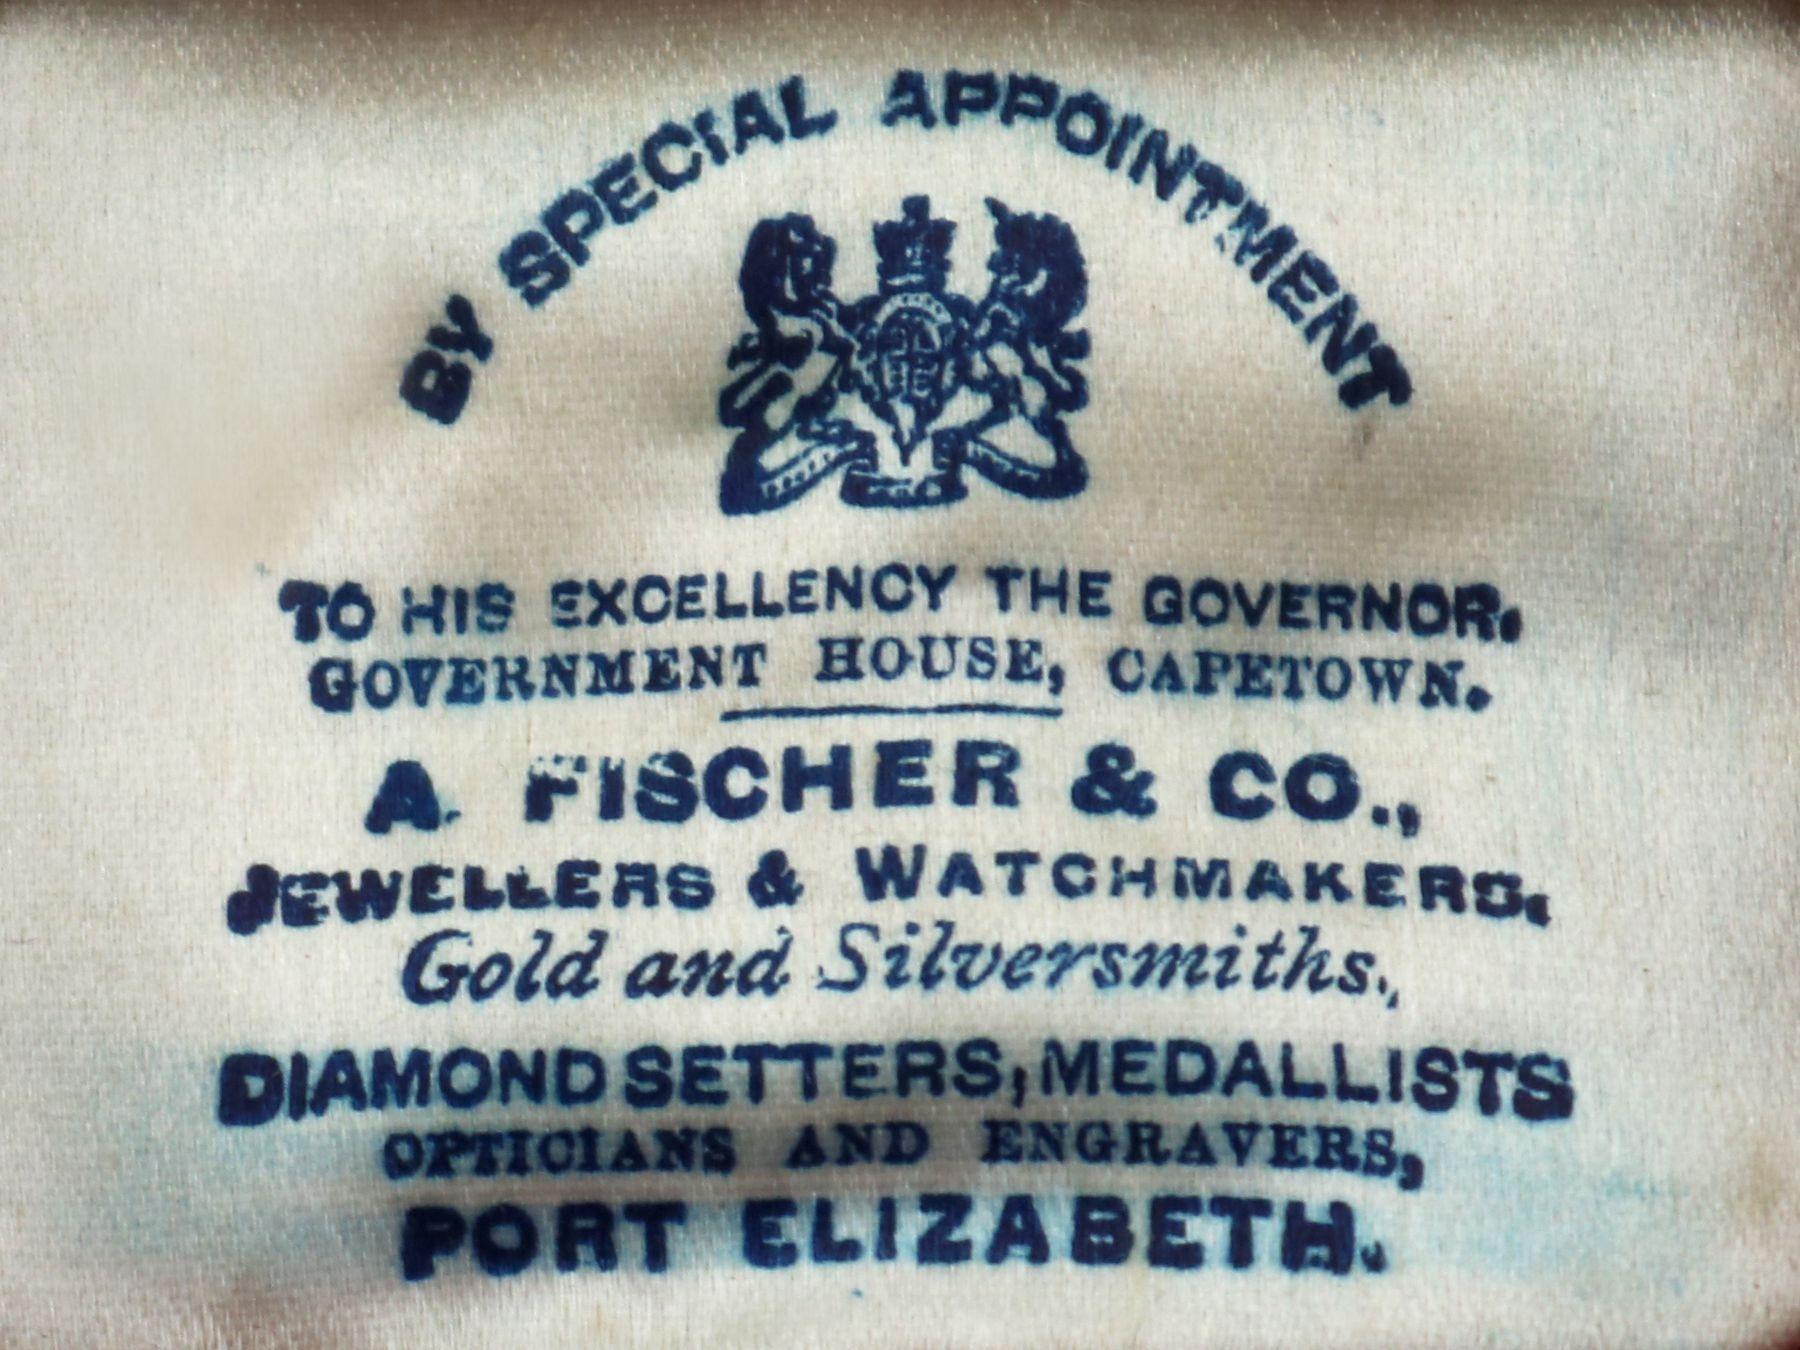 BY SPECIAL APPOINTMENT
TO HIS EXCELLENCY THE GOVERNOR.
GOVERNMENT HOUSE, CAPETOWN.
A. FISCHER & CO.,
JEWELLERS & WATCHMAKERS.
Gold and Silversmiths.,
DIAMOND SETTERS, MEDALLISTS
OPTICIANS AND ENGRAVERS,
PORT ELIZABETH.